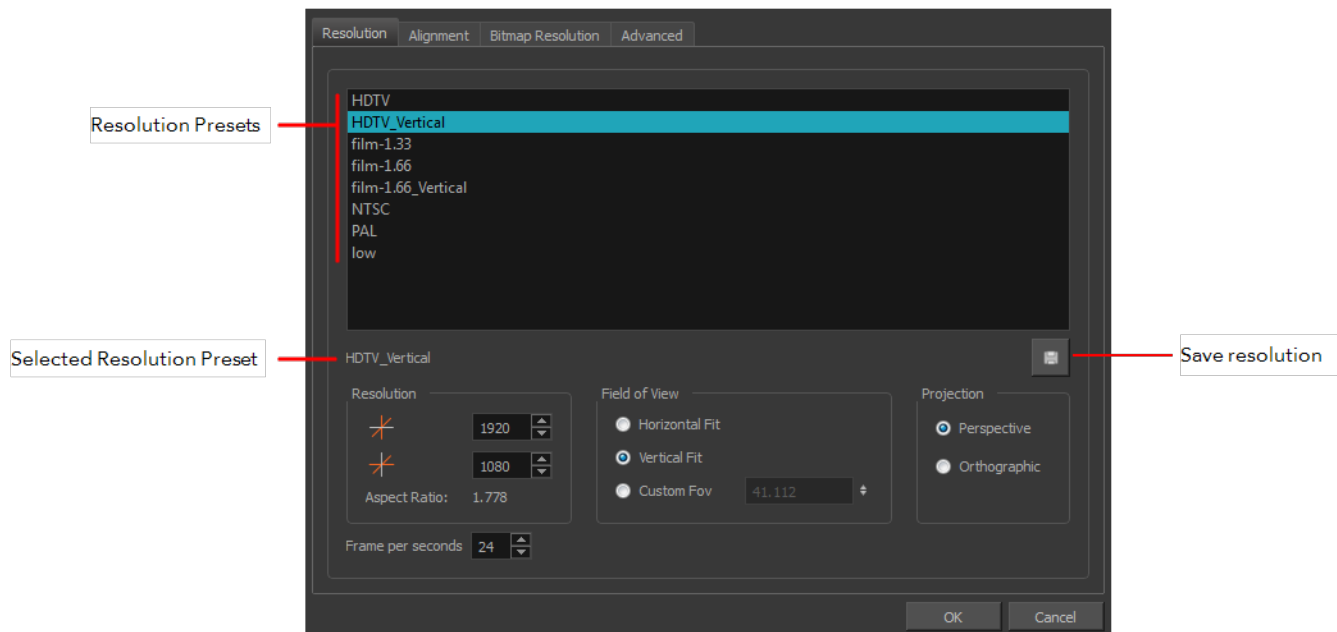 Resolution Alignment Bitmap Resolution Advanced
Resolution Presets
HDTV
HDTV_Vertical
film-1.33
film-1.66
film-1.66_Vertical
NTSC
PAL
low
Selected Resolution Preset
HDTV_Vertical
Save resolution
Resolution
1920
1080
Aspect Ratio: 1.778
Field of View
Horizontal Fit
Vertical Fit
Custom Fov 41.112
Projection
Perspective
Orthographic
Frame per seconds 24
OK Cancel